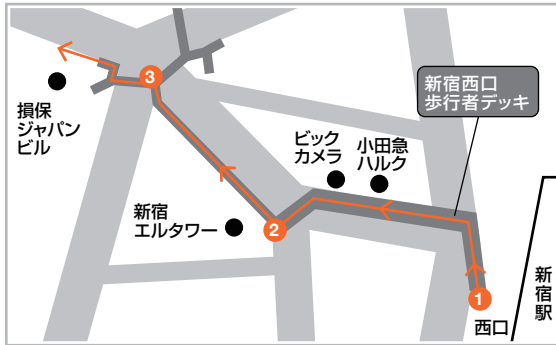 3
損保
ジャパン
ビル
新宿西口
歩行者デッキ
ビック
カメラ
小田急
ハルク
新宿
エルタワー
2
1
西口
新宿駅